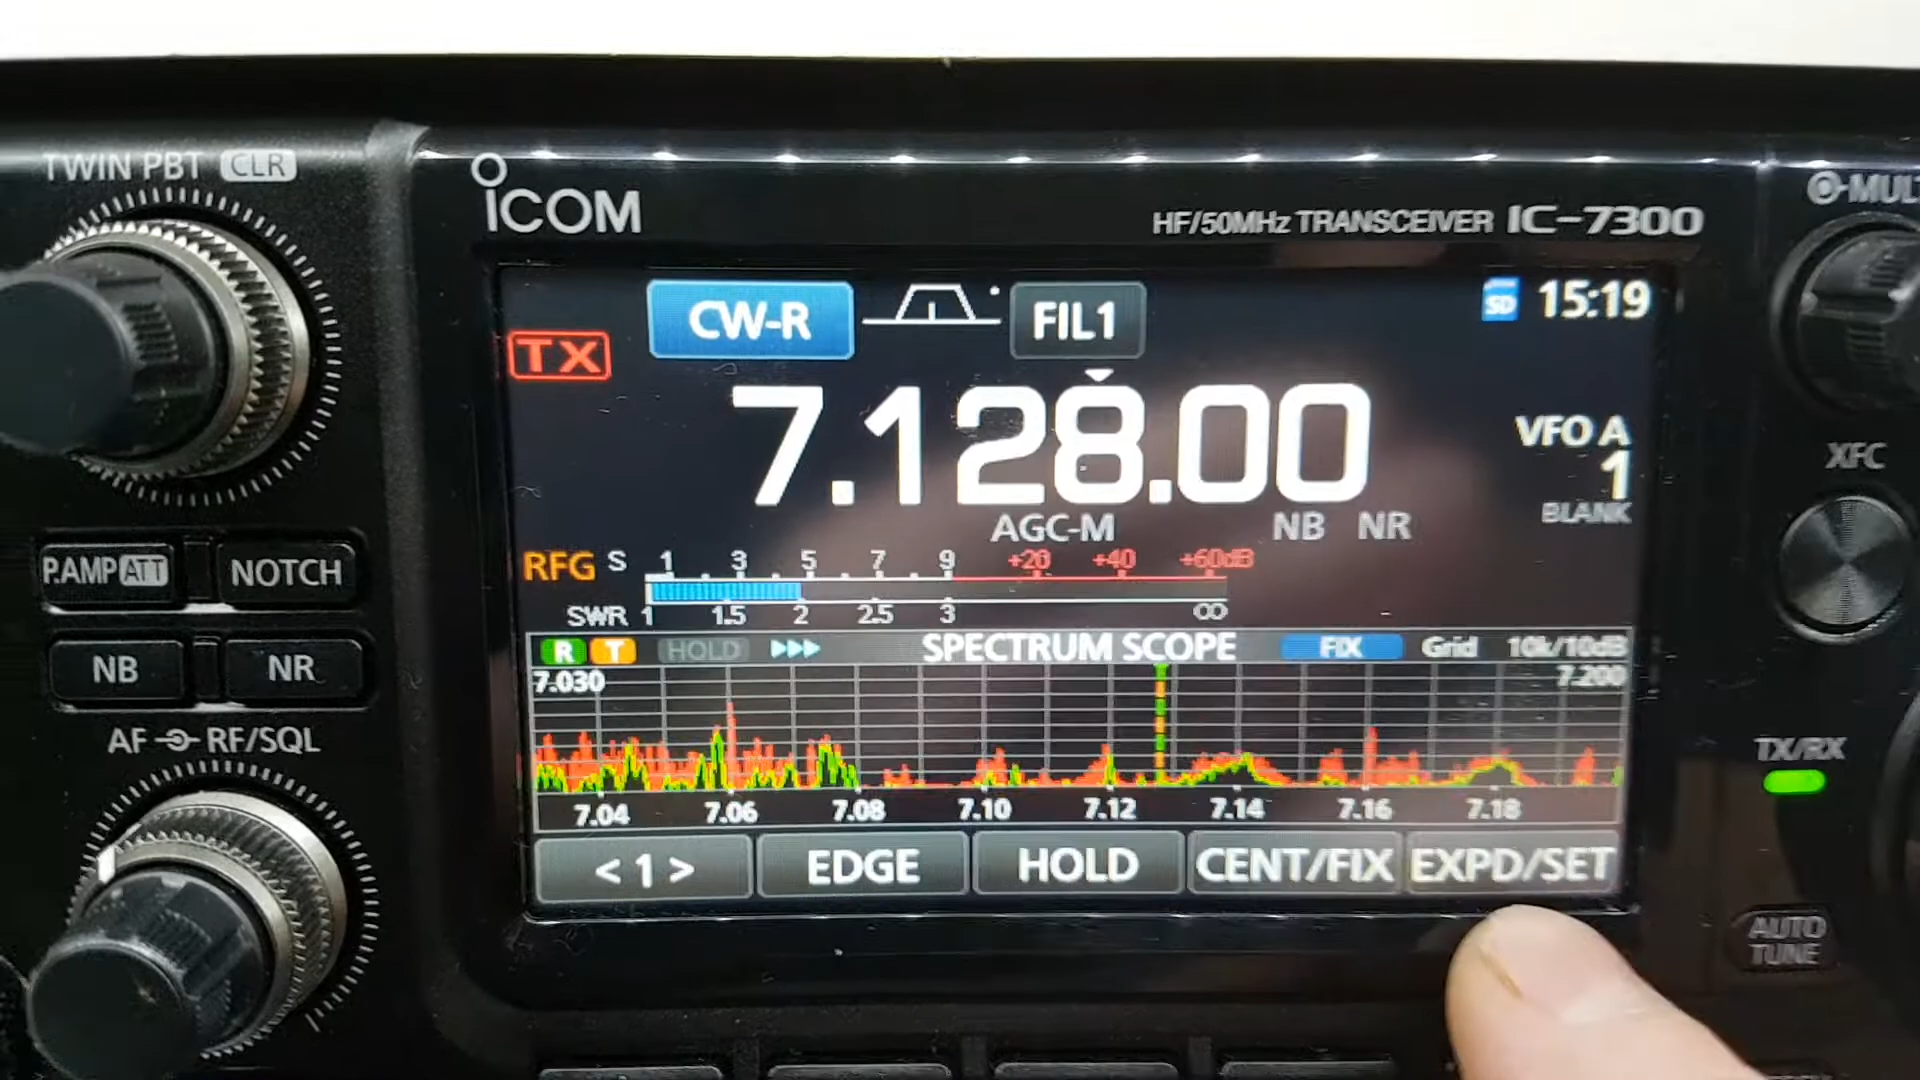 TWIN PBT CLR
ICOM
HF/50MHz TRANSCEIVER IC-7300
CW-R
FIL1
SD 15:19
TX
7.128.00
VFO A
1
BLANK
AGC-M NB NR
RFG S 1 3 5 7 9 +20 +40 +60dB
SWR 1 1.5 2 2.5 3 ∞
R T HOLD SPECTRUM SCOPE FIX Grid 10k/10dB
7.030 7.200
7.04 7.06 7.08 7.10 7.12 7.14 7.16 7.18
< 1 > EDGE HOLD CENT/FIX EXPD/SET
P.AMP ATT NOTCH
NB NR
AF RF/SQL
XFC
TX/RX
AUTO
TUNE